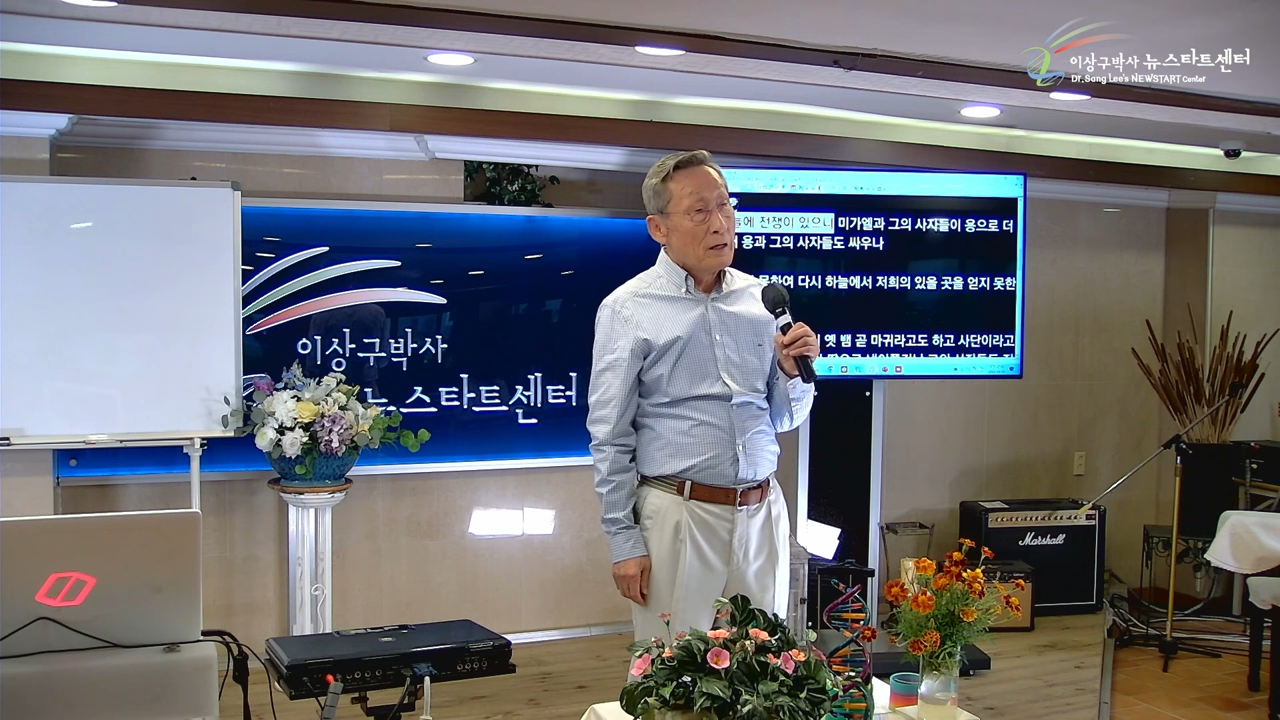 이상구박사 뉴스타트센터
Dr. Sang Lee's NEWSTART Center
전쟁이 있으니 미가엘과 그의 사자들이 용으로 더
용과 그의 사자들도 싸우나
못하여 다시 하늘에서 저희의 있을 곳을 얻지 못한
옛 뱀 곧 마귀라고도 하고 사단이라고
이상구박사
뉴스타트센터
Marshall